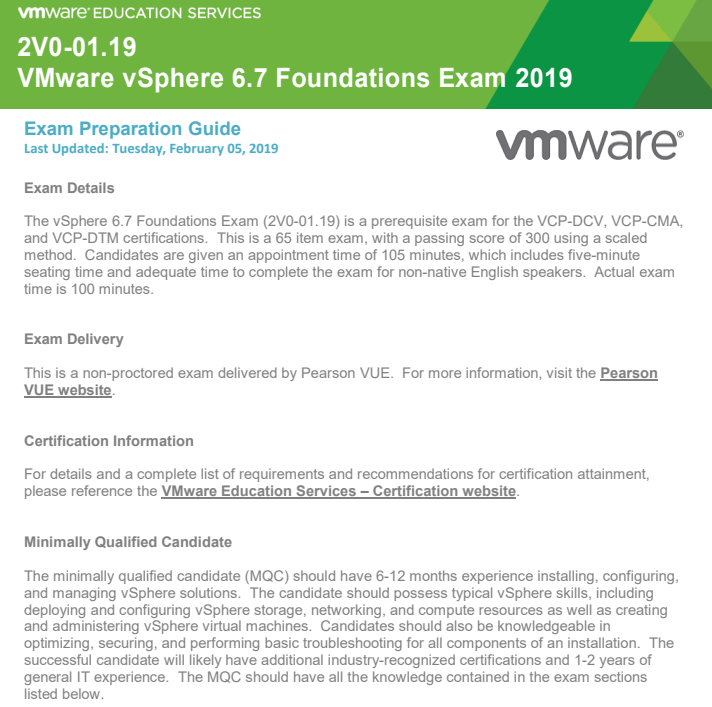 vmware® EDUCATION SERVICES
2V0-01.19
VMware vSphere 6.7 Foundations Exam 2019
Exam Preparation Guide
Last Updated: Tuesday, February 05, 2019
vmware®
Exam Details
The vSphere 6.7 Foundations Exam (2V0-01.19) is a prerequisite exam for the VCP-DCV, VCP-CMA,
and VCP-DTM certifications.  This is a 65 item exam, with a passing score of 300 using a scaled
method.  Candidates are given an appointment time of 105 minutes, which includes five-minute
seating time and adequate time to complete the exam for non-native English speakers.  Actual exam
time is 100 minutes.
Exam Delivery
This is a non-proctored exam delivered by Pearson VUE.  For more information, visit the Pearson
VUE website.
Certification Information
For details and a complete list of requirements and recommendations for certification attainment,
please reference the VMware Education Services – Certification website.
Minimally Qualified Candidate
The minimally qualified candidate (MQC) should have 6-12 months experience installing, configuring,
and managing vSphere solutions.  The candidate should possess typical vSphere skills, including
deploying and configuring vSphere storage, networking, and compute resources as well as creating
and administering vSphere virtual machines.  Candidates should also be knowledgeable in
optimizing, securing, and performing basic troubleshooting for all components of an installation.  The
successful candidate will likely have additional industry-recognized certifications and 1-2 years of
general IT experience.  The MQC should have all the knowledge contained in the exam sections
listed below.